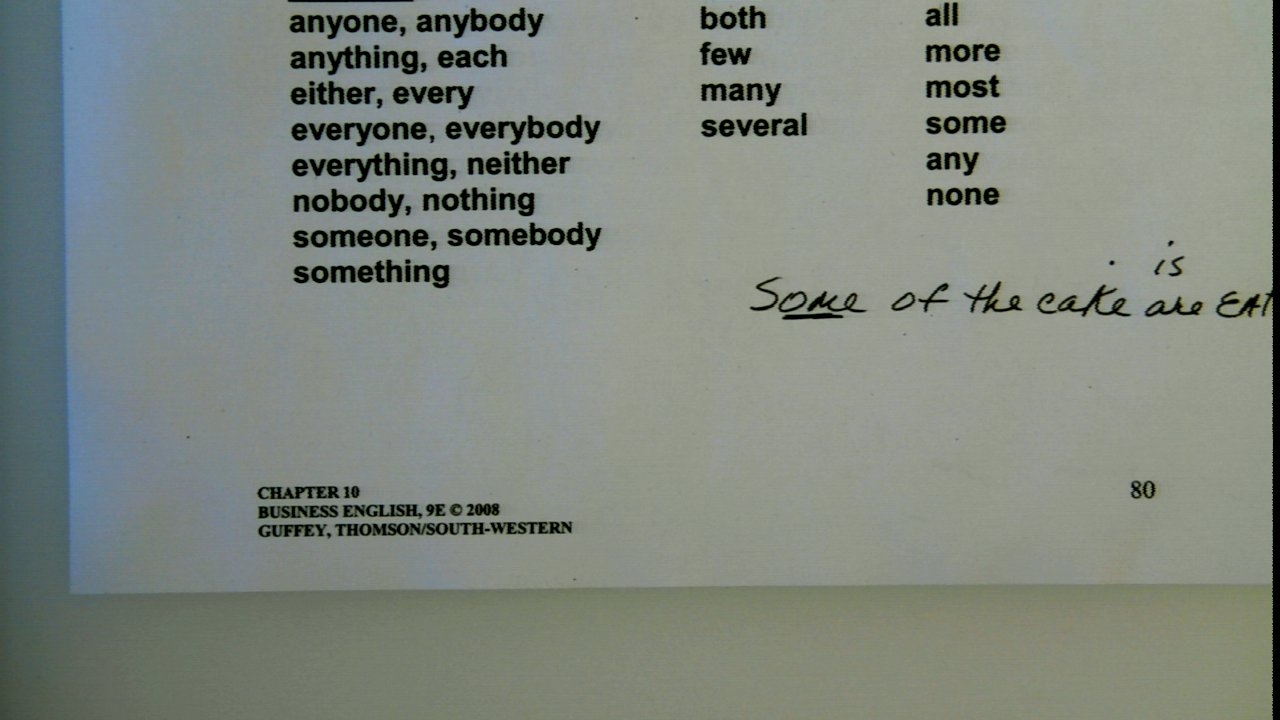 anyone, anybody both all
anything, each few more
either, every many most
everyone, everybody several some
everything, neither any
nobody, nothing none
someone, somebody
something
is
Some of the cake are EAT
CHAPTER 10
BUSINESS ENGLISH, 9E © 2008
GUFFEY, THOMSON/SOUTH-WESTERN
80